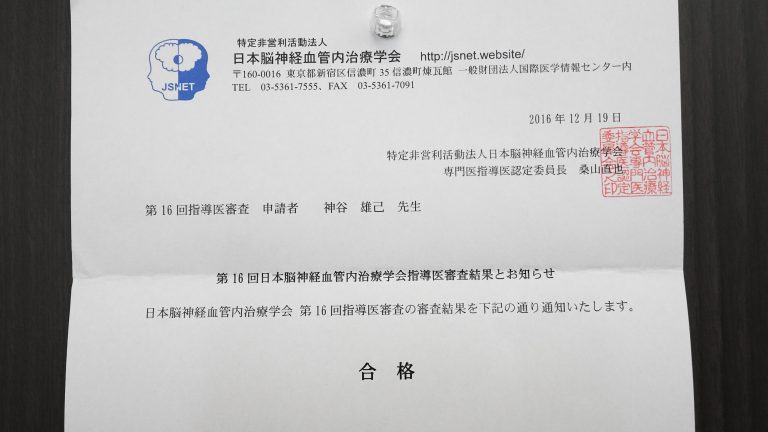 特定非営利活動法人
日本脳神経血管内治療学会 http://jsnet.website/
〒160-0016 東京都新宿区信濃町 35 信濃町煉瓦館 一般財団法人国際医学情報センター内
TEL 03-5361-7555、FAX 03-5361-7091
JSNET
2016 年 12 月 19 日
特定非営利活動法人日本脳神経血管内治療学会
専門医指導医認定委員長 桑山直也
日本脳神経
血管内治療
学会専門医
指導医認定
委員会之印
第 16 回指導医審査 申請者 神谷 雄己 先生
第 16 回日本脳神経血管内治療学会指導医審査結果とお知らせ
日本脳神経血管内治療学会 第 16 回指導医審査の審査結果を下記の通り通知いたします。
合 格